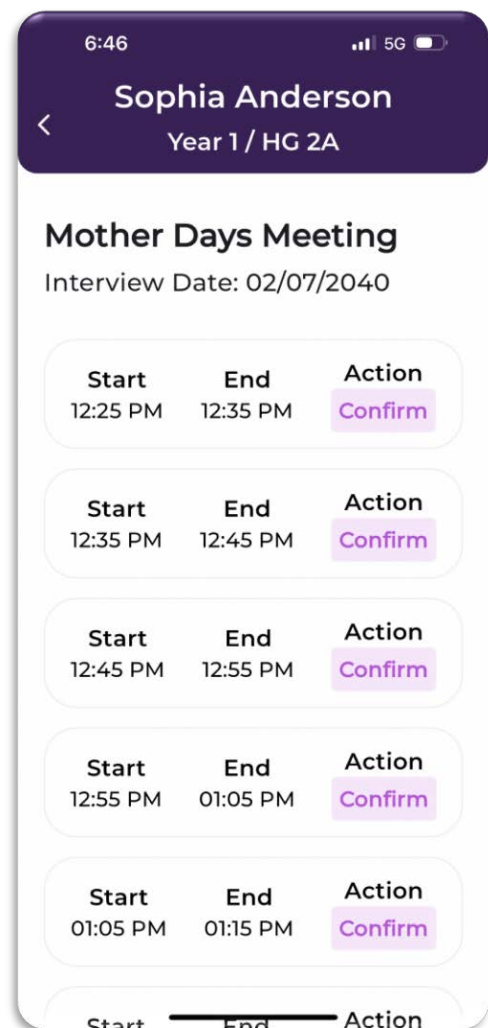 6:46 5G
Sophia Anderson
Year 1 / HG 2A
Mother Days Meeting
Interview Date: 02/07/2040
Start End Action
12:25 PM 12:35 PM Confirm
Start End Action
12:35 PM 12:45 PM Confirm
Start End Action
12:45 PM 12:55 PM Confirm
Start End Action
12:55 PM 01:05 PM Confirm
Start End Action
01:05 PM 01:15 PM Confirm
Start End Action